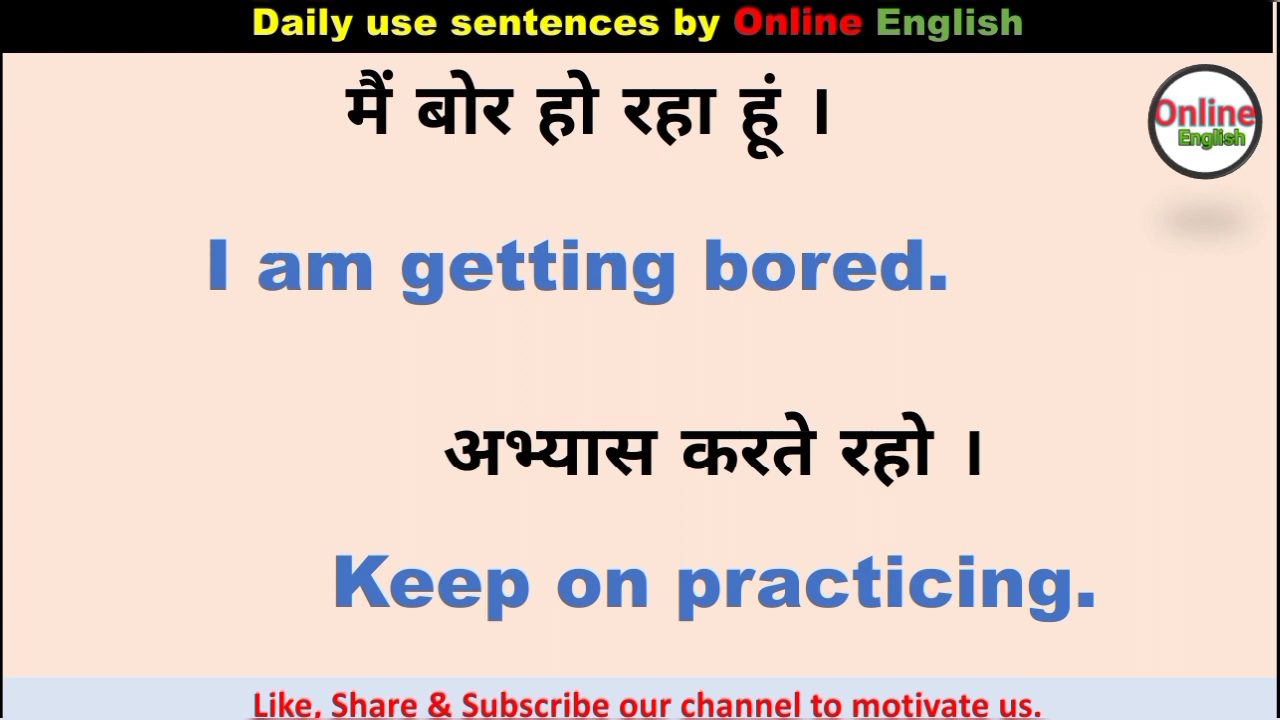 Daily use sentences by Online English
मैं बोर हो रहा हूं ।
Online
English
I am getting bored.
अभ्यास करते रहो ।
Keep on practicing.
Like, Share & Subscribe our channel to motivate us.